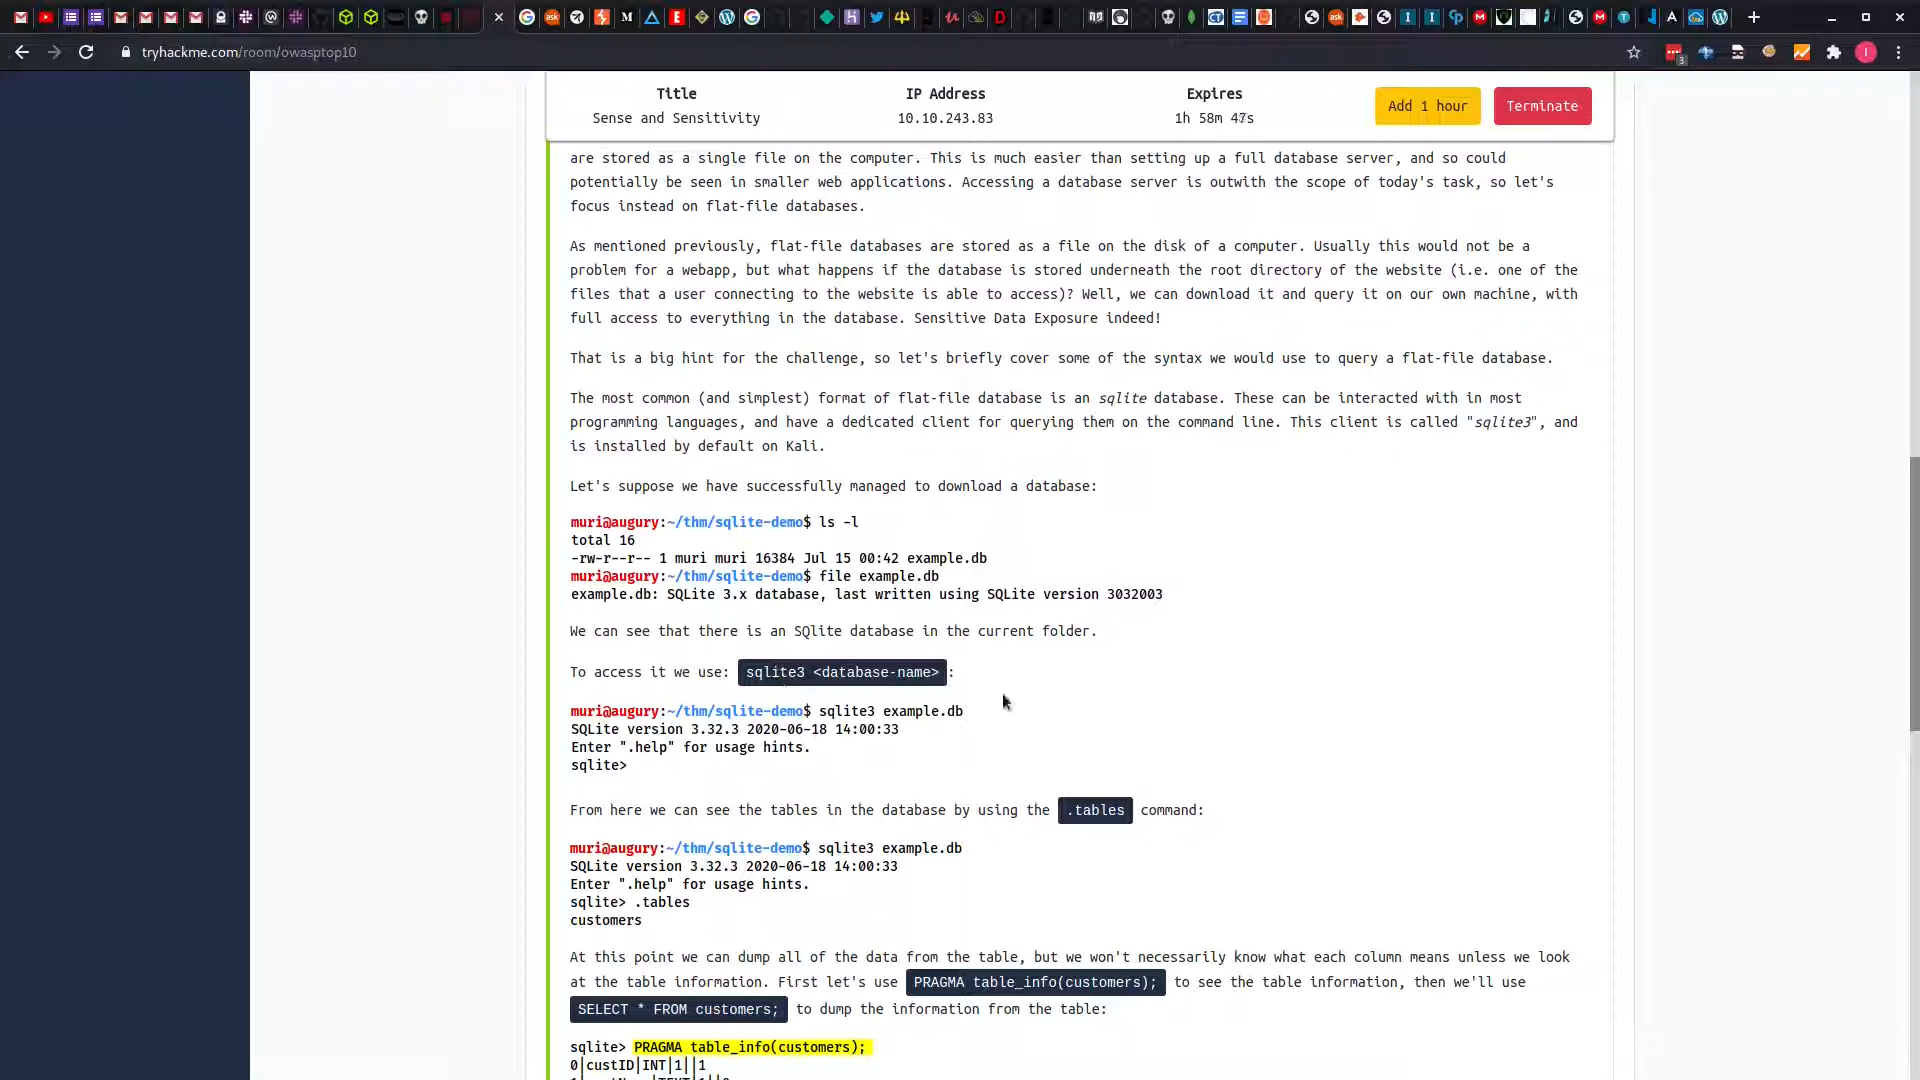 tryhackme.com/room/owasptop10
3
Title
IP Address
Expires
Sense and Sensitivity
10.10.243.83
1h 58m 47s
Add 1 hour
Terminate
are stored as a single file on the computer. This is much easier than setting up a full database server, and so could
potentially be seen in smaller web applications. Accessing a database server is outwith the scope of today's task, so let's
focus instead on flat-file databases.
As mentioned previously, flat-file databases are stored as a file on the disk of a computer. Usually this would not be a
problem for a webapp, but what happens if the database is stored underneath the root directory of the website (i.e. one of the
files that a user connecting to the website is able to access)? Well, we can download it and query it on our own machine, with
full access to everything in the database. Sensitive Data Exposure indeed!
That is a big hint for the challenge, so let's briefly cover some of the syntax we would use to query a flat-file database.
The most common (and simplest) format of flat-file database is an sqlite database. These can be interacted with in most
programming languages, and have a dedicated client for querying them on the command line. This client is called "sqlite3", and
is installed by default on Kali.
Let's suppose we have successfully managed to download a database:
muri@augury:~/thm/sqlite-demo$ ls -l
total 16
-rw-r--r-- 1 muri muri 16384 Jul 15 00:42 example.db
muri@augury:~/thm/sqlite-demo$ file example.db
example.db: SQLite 3.x database, last written using SQLite version 3032003
We can see that there is an SQlite database in the current folder.
To access it we use: sqlite3 <database-name> :
muri@augury:~/thm/sqlite-demo$ sqlite3 example.db
SQLite version 3.32.3 2020-06-18 14:00:33
Enter ".help" for usage hints.
sqlite>
From here we can see the tables in the database by using the .tables command:
muri@augury:~/thm/sqlite-demo$ sqlite3 example.db
SQLite version 3.32.3 2020-06-18 14:00:33
Enter ".help" for usage hints.
sqlite> .tables
customers
At this point we can dump all of the data from the table, but we won't necessarily know what each column means unless we look
at the table information. First let's use PRAGMA table_info(customers); to see the table information, then we'll use
SELECT * FROM customers; to dump the information from the table:
sqlite> PRAGMA table_info(customers);
0|custID|INT|1||1